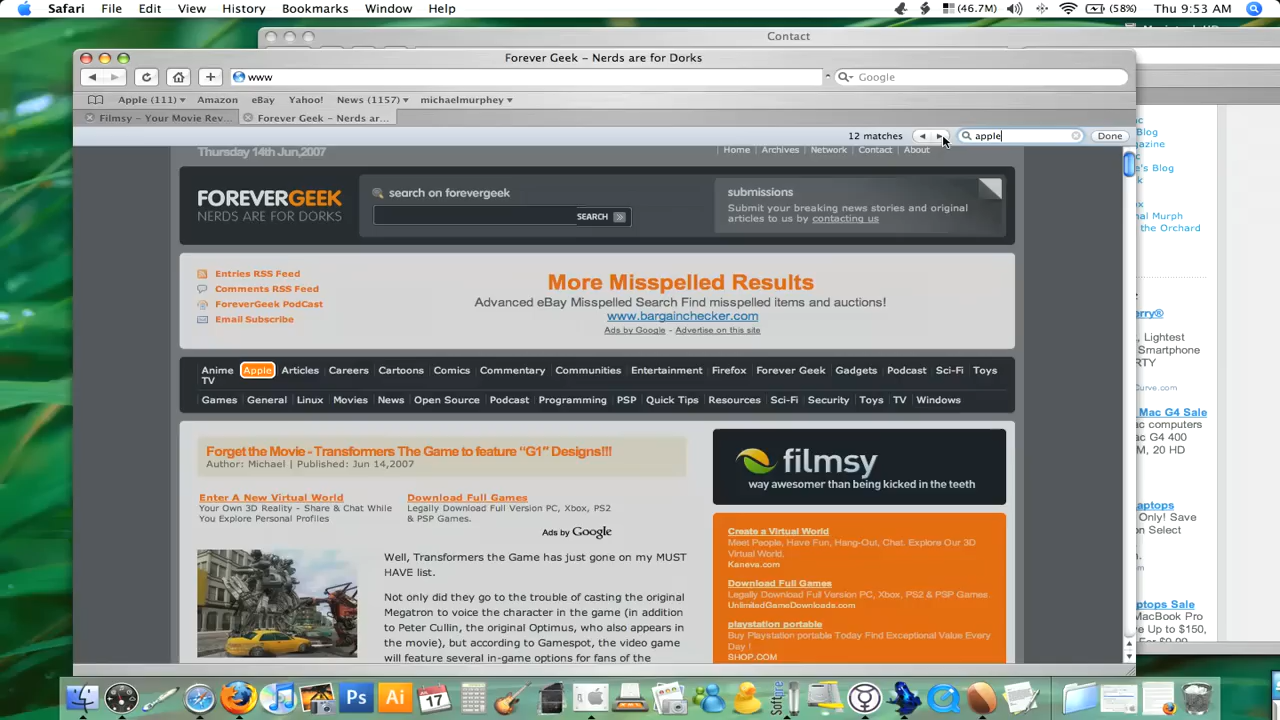 Safari File Edit View History Bookmarks Window Help (46.7M) (58%) Thu 9:53 AM
Contact
Forever Geek – Nerds are for Dorks
www Google
Apple (111) Amazon eBay Yahoo! News (1157) michaelmurphey
Filmsy – Your Movie Rev... Forever Geek – Nerds ar...
12 matches apple Done
Thursday 14th Jun,2007 Home Archives Network Contact About
FOREVERGEEK
NERDS ARE FOR DORKS
search on forevergeek
SEARCH
submissions
Submit your breaking news stories and original
articles to us by contacting us
Entries RSS Feed
Comments RSS Feed
ForeverGeek PodCast
Email Subscribe
More Misspelled Results
Advanced eBay Misspelled Search Find misspelled items and auctions!
www.bargainchecker.com
Ads by Google - Advertise on this site
Anime Apple Articles Careers Cartoons Comics Commentary Communities Entertainment Firefox Forever Geek Gadgets Podcast Sci-Fi Toys
TV
Games General Linux Movies News Open Source Podcast Programming PSP Quick Tips Resources Sci-Fi Security Toys TV Windows
Forget the Movie - Transformers The Game to feature “G1” Designs!!!
Author: Michael | Published: Jun 14,2007
Enter A New Virtual World
Your Own 3D Reality - Share & Chat While
You Explore Personal Profiles
Download Full Games
Legally Download Full Version PC, Xbox, PS2
& PSP Games.
Ads by Google
Well, Transformers the Game has just gone on my MUST
HAVE list.
Not only did they go to the trouble of casting the original
Megatron to voice the character in the game (in addition
to Peter Cullen, the original Optimus, who also appears in
the movie), but according to Gamespot, the video game
will feature several in-game options for fans of the
filmsy
way awesomer than being kicked in the teeth
Create a Virtual World
Meet People, Have Fun, Hang-Out, Chat. Explore Our 3D
Virtual World.
Kaneva.com
Download Full Games
Legally Download Full Version PC, Xbox, PS2 & PSP Games.
UnlimitedGameDownloads.com
playstation portable
Buy Playstation portable Today Find Exceptional Value Every
Day !
SHOP.COM
Blog
's Blog
Murph
the Orchard
Lightest
Smartphone
Curve.com
Mac G4 Sale
computers
G4 400
, 20 HD
Only! Save
on Select
Sale
MacBook Pro
Up to $150,
Ps
Ai
Software